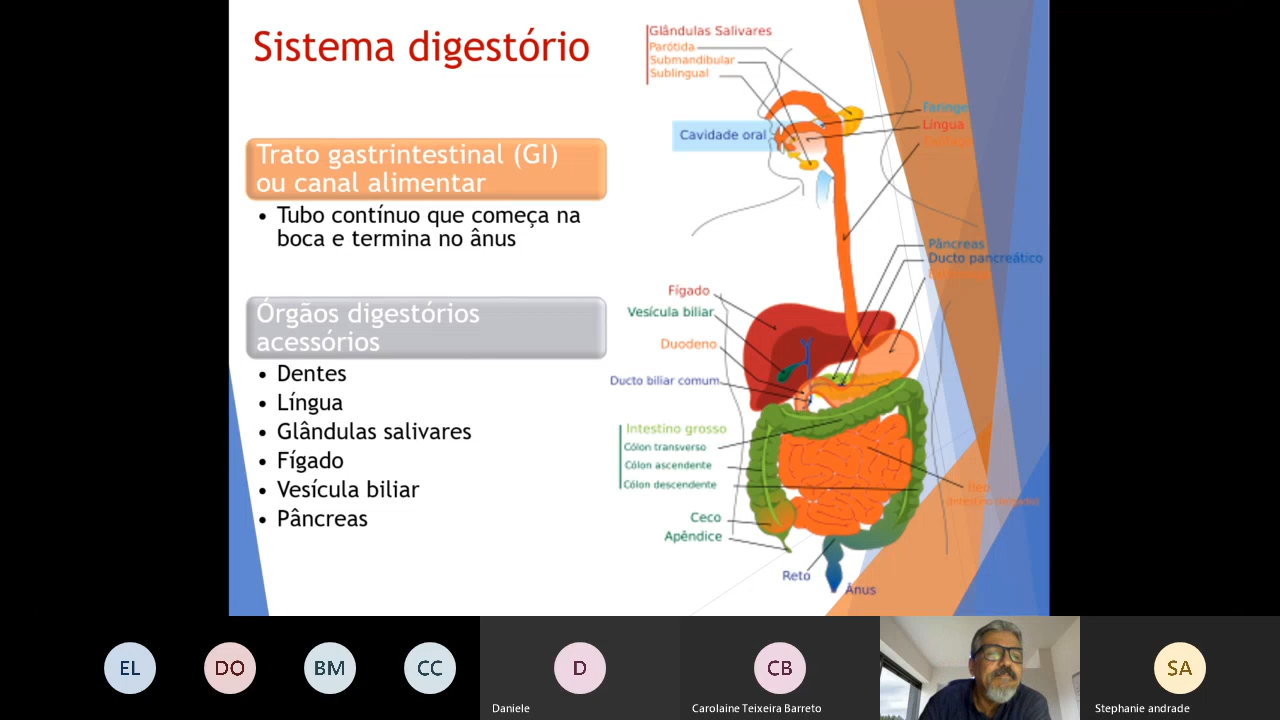 Sistema digestório
Trato gastrintestinal (GI)
ou canal alimentar
• Tubo contínuo que começa na
boca e termina no ânus
Órgãos digestórios
acessórios
• Dentes
• Língua
• Glândulas salivares
• Fígado
• Vesícula biliar
• Pâncreas
Glândulas Salivares
Parótida
Submandibular
Sublingual
Cavidade oral
Faringe
Língua
Pâncreas
Ducto pancreático
Fígado
Vesícula biliar
Duodeno
Ducto biliar comum
Intestino grosso
Cólon transverso
Cólon ascendente
Cólon descendente
Íleo
Ceco
Apêndice
Reto
Ânus
EL
DO
BM
CC
D
CB
SA
Daniele
Carolaine Teixeira Barreto
Stephanie andrade